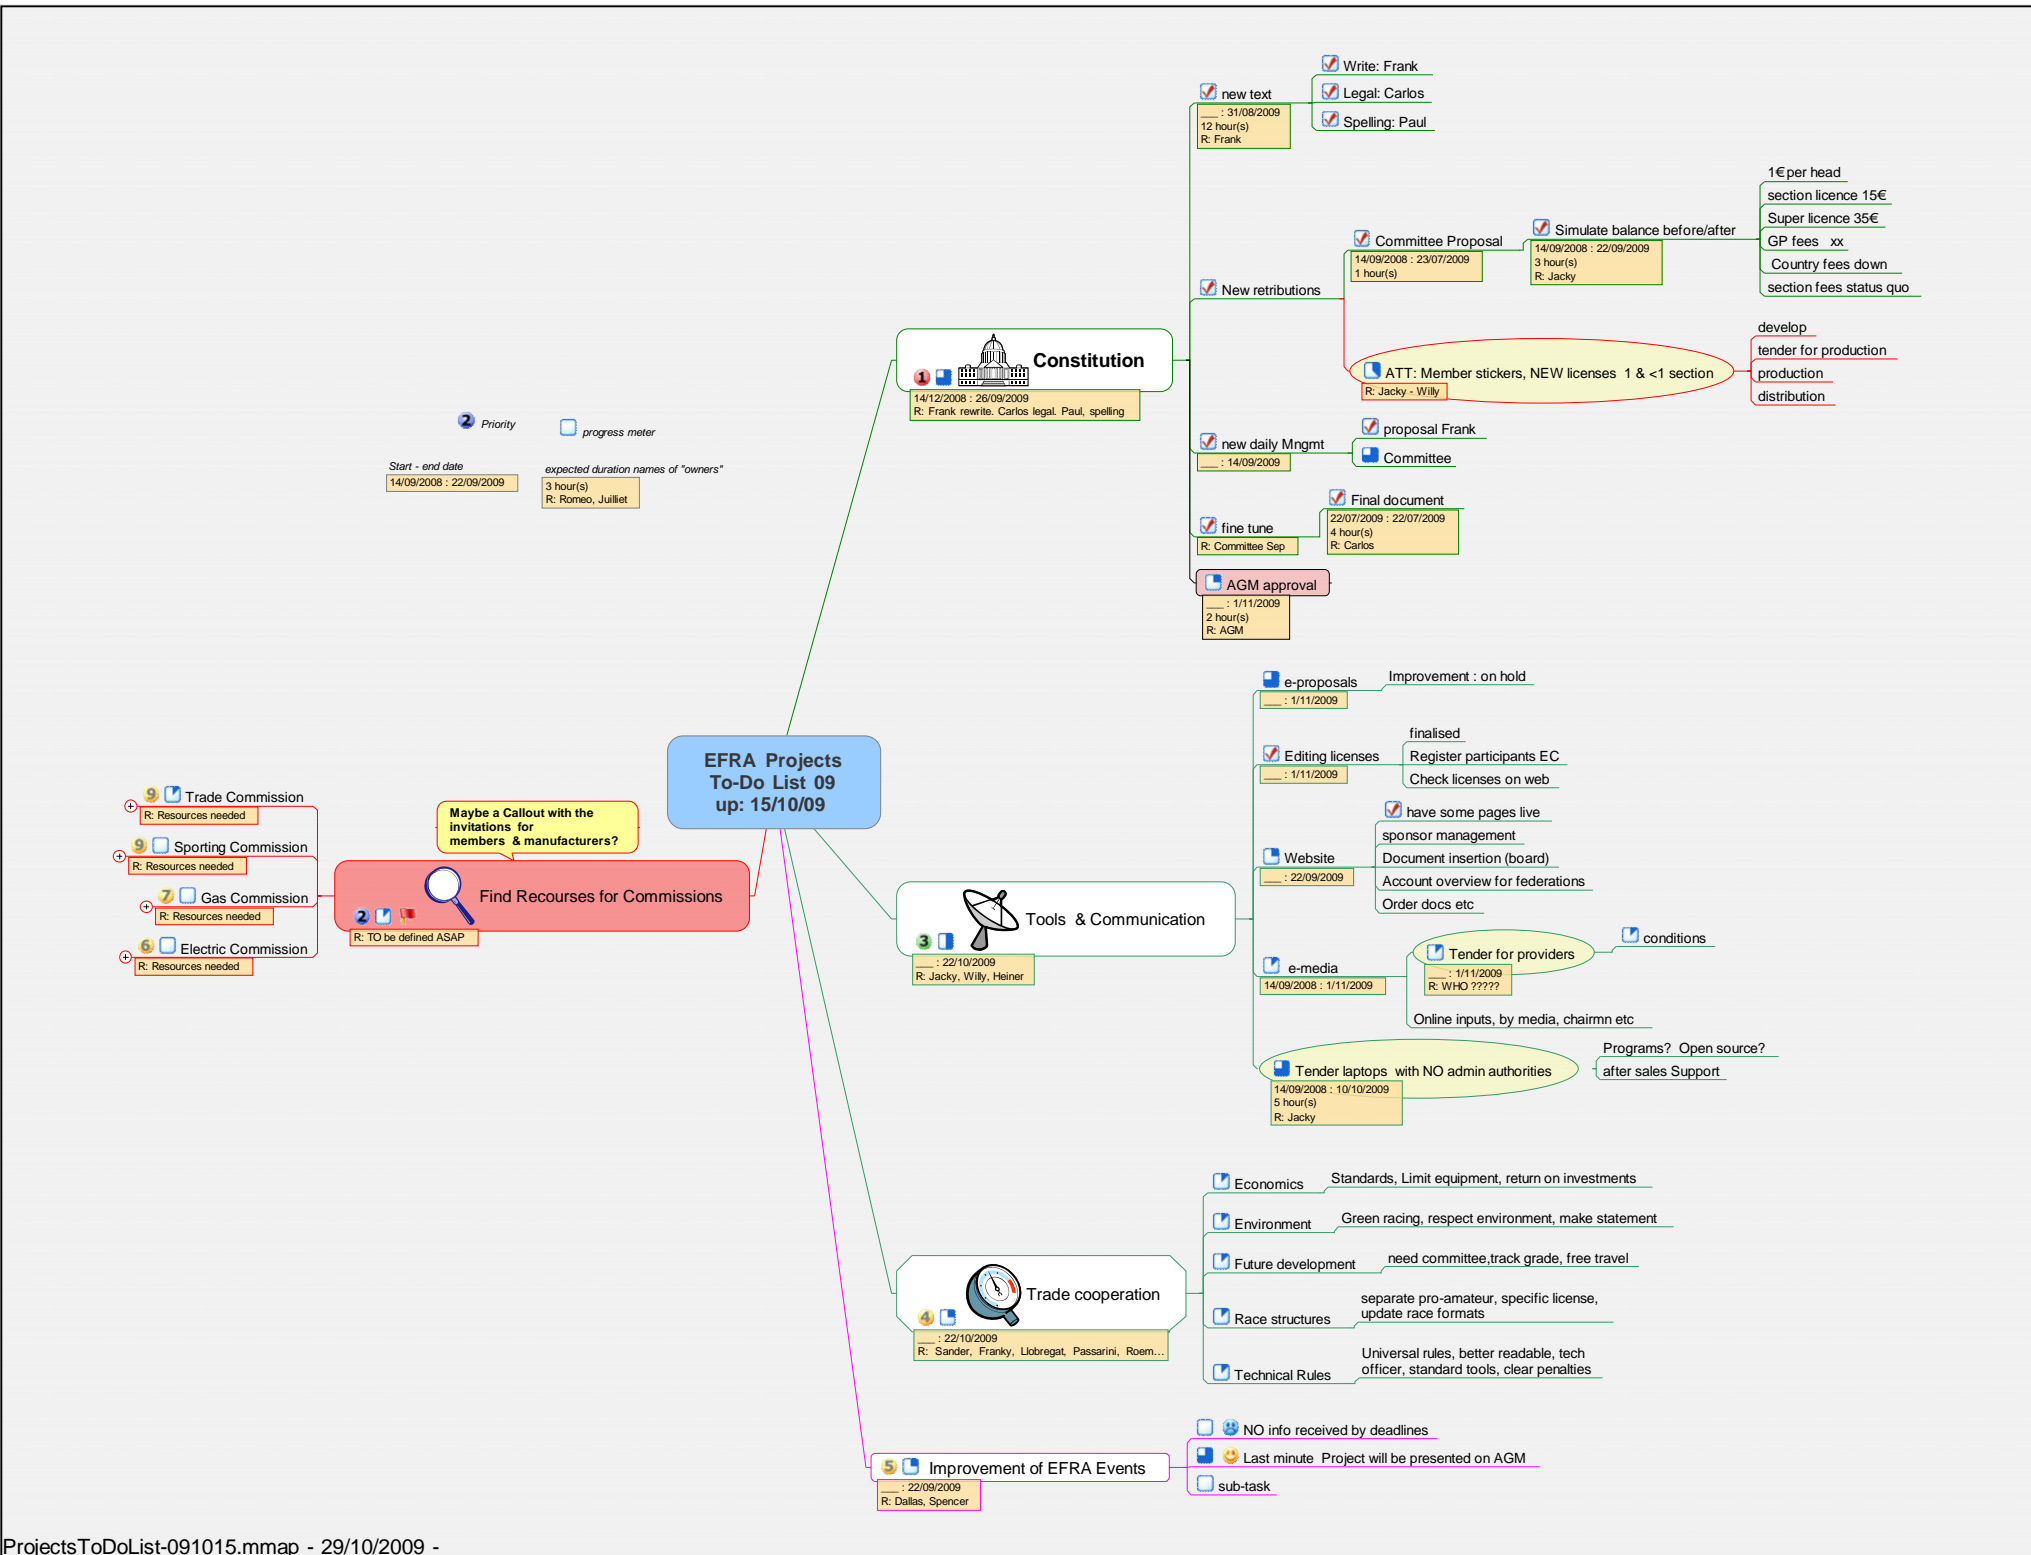 EFRA Projects
To-Do List 09
up: 15/10/09
2 Priority
progress meter
Start - end date
14/09/2008 : 22/09/2009
expected duration names of "owners"
3 hour(s)
R: Romeo, Juilliet
1 Constitution
14/12/2008 : 26/09/2009
R: Frank rewrite. Carlos legal. Paul, spelling
new text
___ : 31/08/2009
12 hour(s)
R: Frank
Write: Frank
Legal: Carlos
Spelling: Paul
New retributions
Committee Proposal
14/09/2008 : 23/07/2009
1 hour(s)
Simulate balance before/after
14/09/2008 : 22/09/2009
3 hour(s)
R: Jacky
1€ per head
section licence 15€
Super licence 35€
GP fees xx
Country fees down
section fees status quo
ATT: Member stickers, NEW licenses 1 & <1 section
R: Jacky - Willy
develop
tender for production
production
distribution
new daily Mngmt
___ : 14/09/2009
proposal Frank
Committee
fine tune
R: Committee Sep
Final document
22/07/2009 : 22/07/2009
4 hour(s)
R: Carlos
AGM approval
___ : 1/11/2009
2 hour(s)
R: AGM
Maybe a Callout with the
invitations for
members & manufacturers?
Find Recourses for Commissions
2
R: TO be defined ASAP
9 Trade Commission
R: Resources needed
9 Sporting Commission
R: Resources needed
7 Gas Commission
R: Resources needed
6 Electric Commission
R: Resources needed
Tools & Communication
3
___ : 22/10/2009
R: Jacky, Willy, Heiner
e-proposals
___ : 1/11/2009
Improvement : on hold
Editing licenses
___ : 1/11/2009
finalised
Register participants EC
Check licenses on web
Website
___ : 22/09/2009
have some pages live
sponsor management
Document insertion (board)
Account overview for federations
Order docs etc
e-media
14/09/2008 : 1/11/2009
Tender for providers
___ : 1/11/2009
R: WHO ?????
conditions
Online inputs, by media, chairmn etc
Tender laptops with NO admin authorities
14/09/2008 : 10/10/2009
5 hour(s)
R: Jacky
Programs? Open source?
after sales Support
Trade cooperation
4
___ : 22/10/2009
R: Sander, Franky, Llobregat, Passarini, Roem...
Economics
Standards, Limit equipment, return on investments
Environment
Green racing, respect environment, make statement
Future development
need committee,track grade, free travel
Race structures
separate pro-amateur, specific license,
update race formats
Technical Rules
Universal rules, better readable, tech
officer, standard tools, clear penalties
5 Improvement of EFRA Events
___ : 22/09/2009
R: Dallas, Spencer
NO info received by deadlines
Last minute Project will be presented on AGM
sub-task
ProjectsToDoList-091015.mmap - 29/10/2009 -